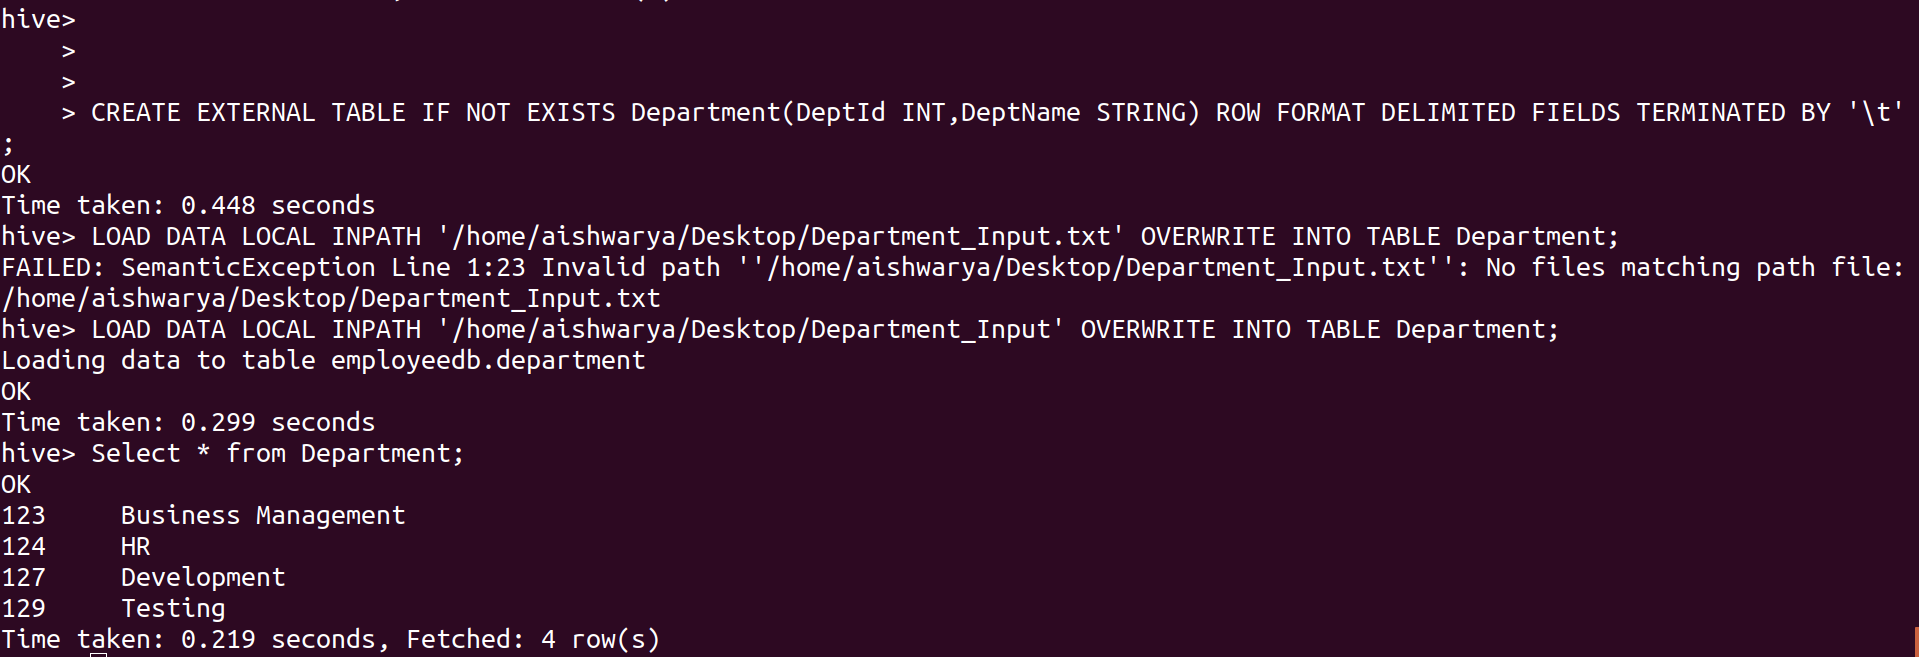 hive>
    >
    >
    > CREATE EXTERNAL TABLE IF NOT EXISTS Department(DeptId INT,DeptName STRING) ROW FORMAT DELIMITED FIELDS TERMINATED BY '\t'
;
OK
Time taken: 0.448 seconds
hive> LOAD DATA LOCAL INPATH '/home/aishwarya/Desktop/Department_Input.txt' OVERWRITE INTO TABLE Department;
FAILED: SemanticException Line 1:23 Invalid path ''/home/aishwarya/Desktop/Department_Input.txt'': No files matching path file:
/home/aishwarya/Desktop/Department_Input.txt
hive> LOAD DATA LOCAL INPATH '/home/aishwarya/Desktop/Department_Input' OVERWRITE INTO TABLE Department;
Loading data to table employeedb.department
OK
Time taken: 0.299 seconds
hive> Select * from Department;
OK
123     Business Management
124     HR
127     Development
129     Testing
Time taken: 0.219 seconds, Fetched: 4 row(s)